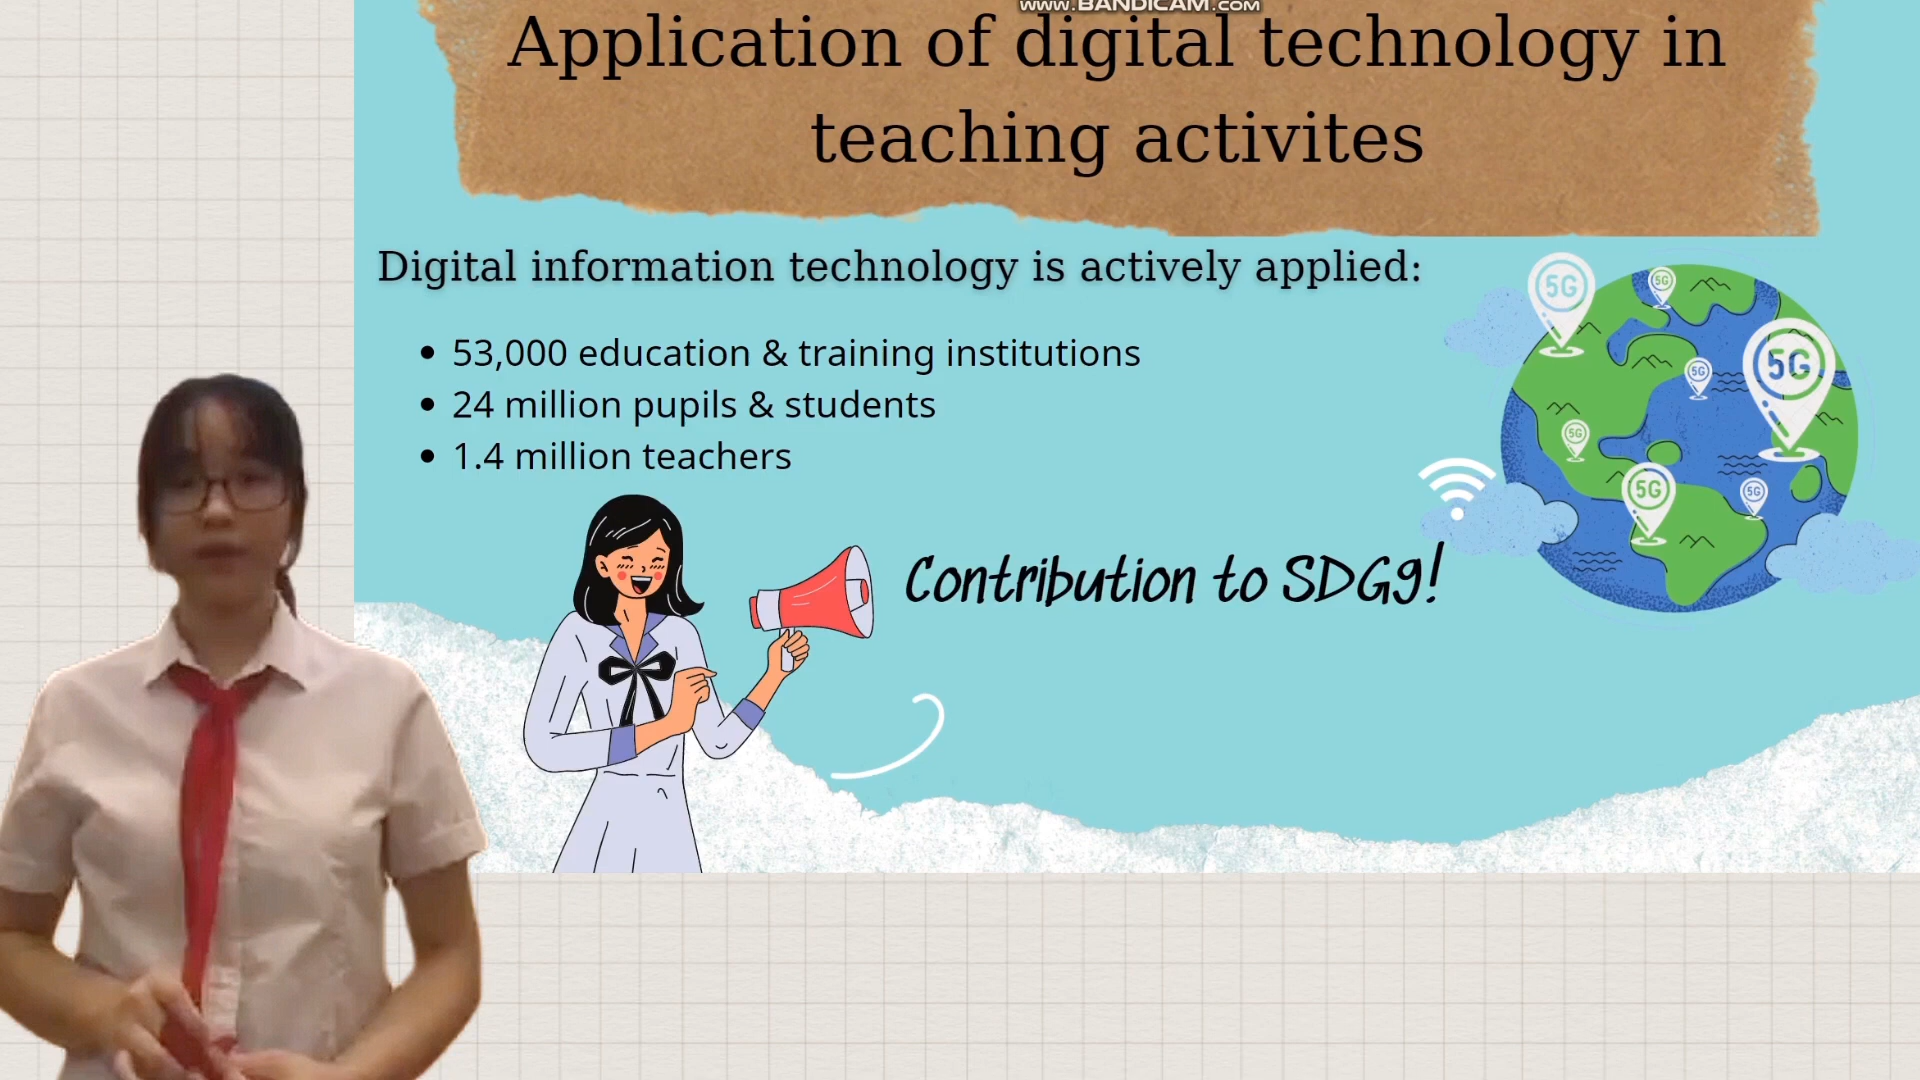 WWW.BANDICAM.COM
Application of digital technology in
teaching activites
Digital information technology is actively applied:
• 53,000 education & training institutions
• 24 million pupils & students
• 1.4 million teachers
Contribution to SDG9!
5G
5G
5G
5G
5G
5G
5G